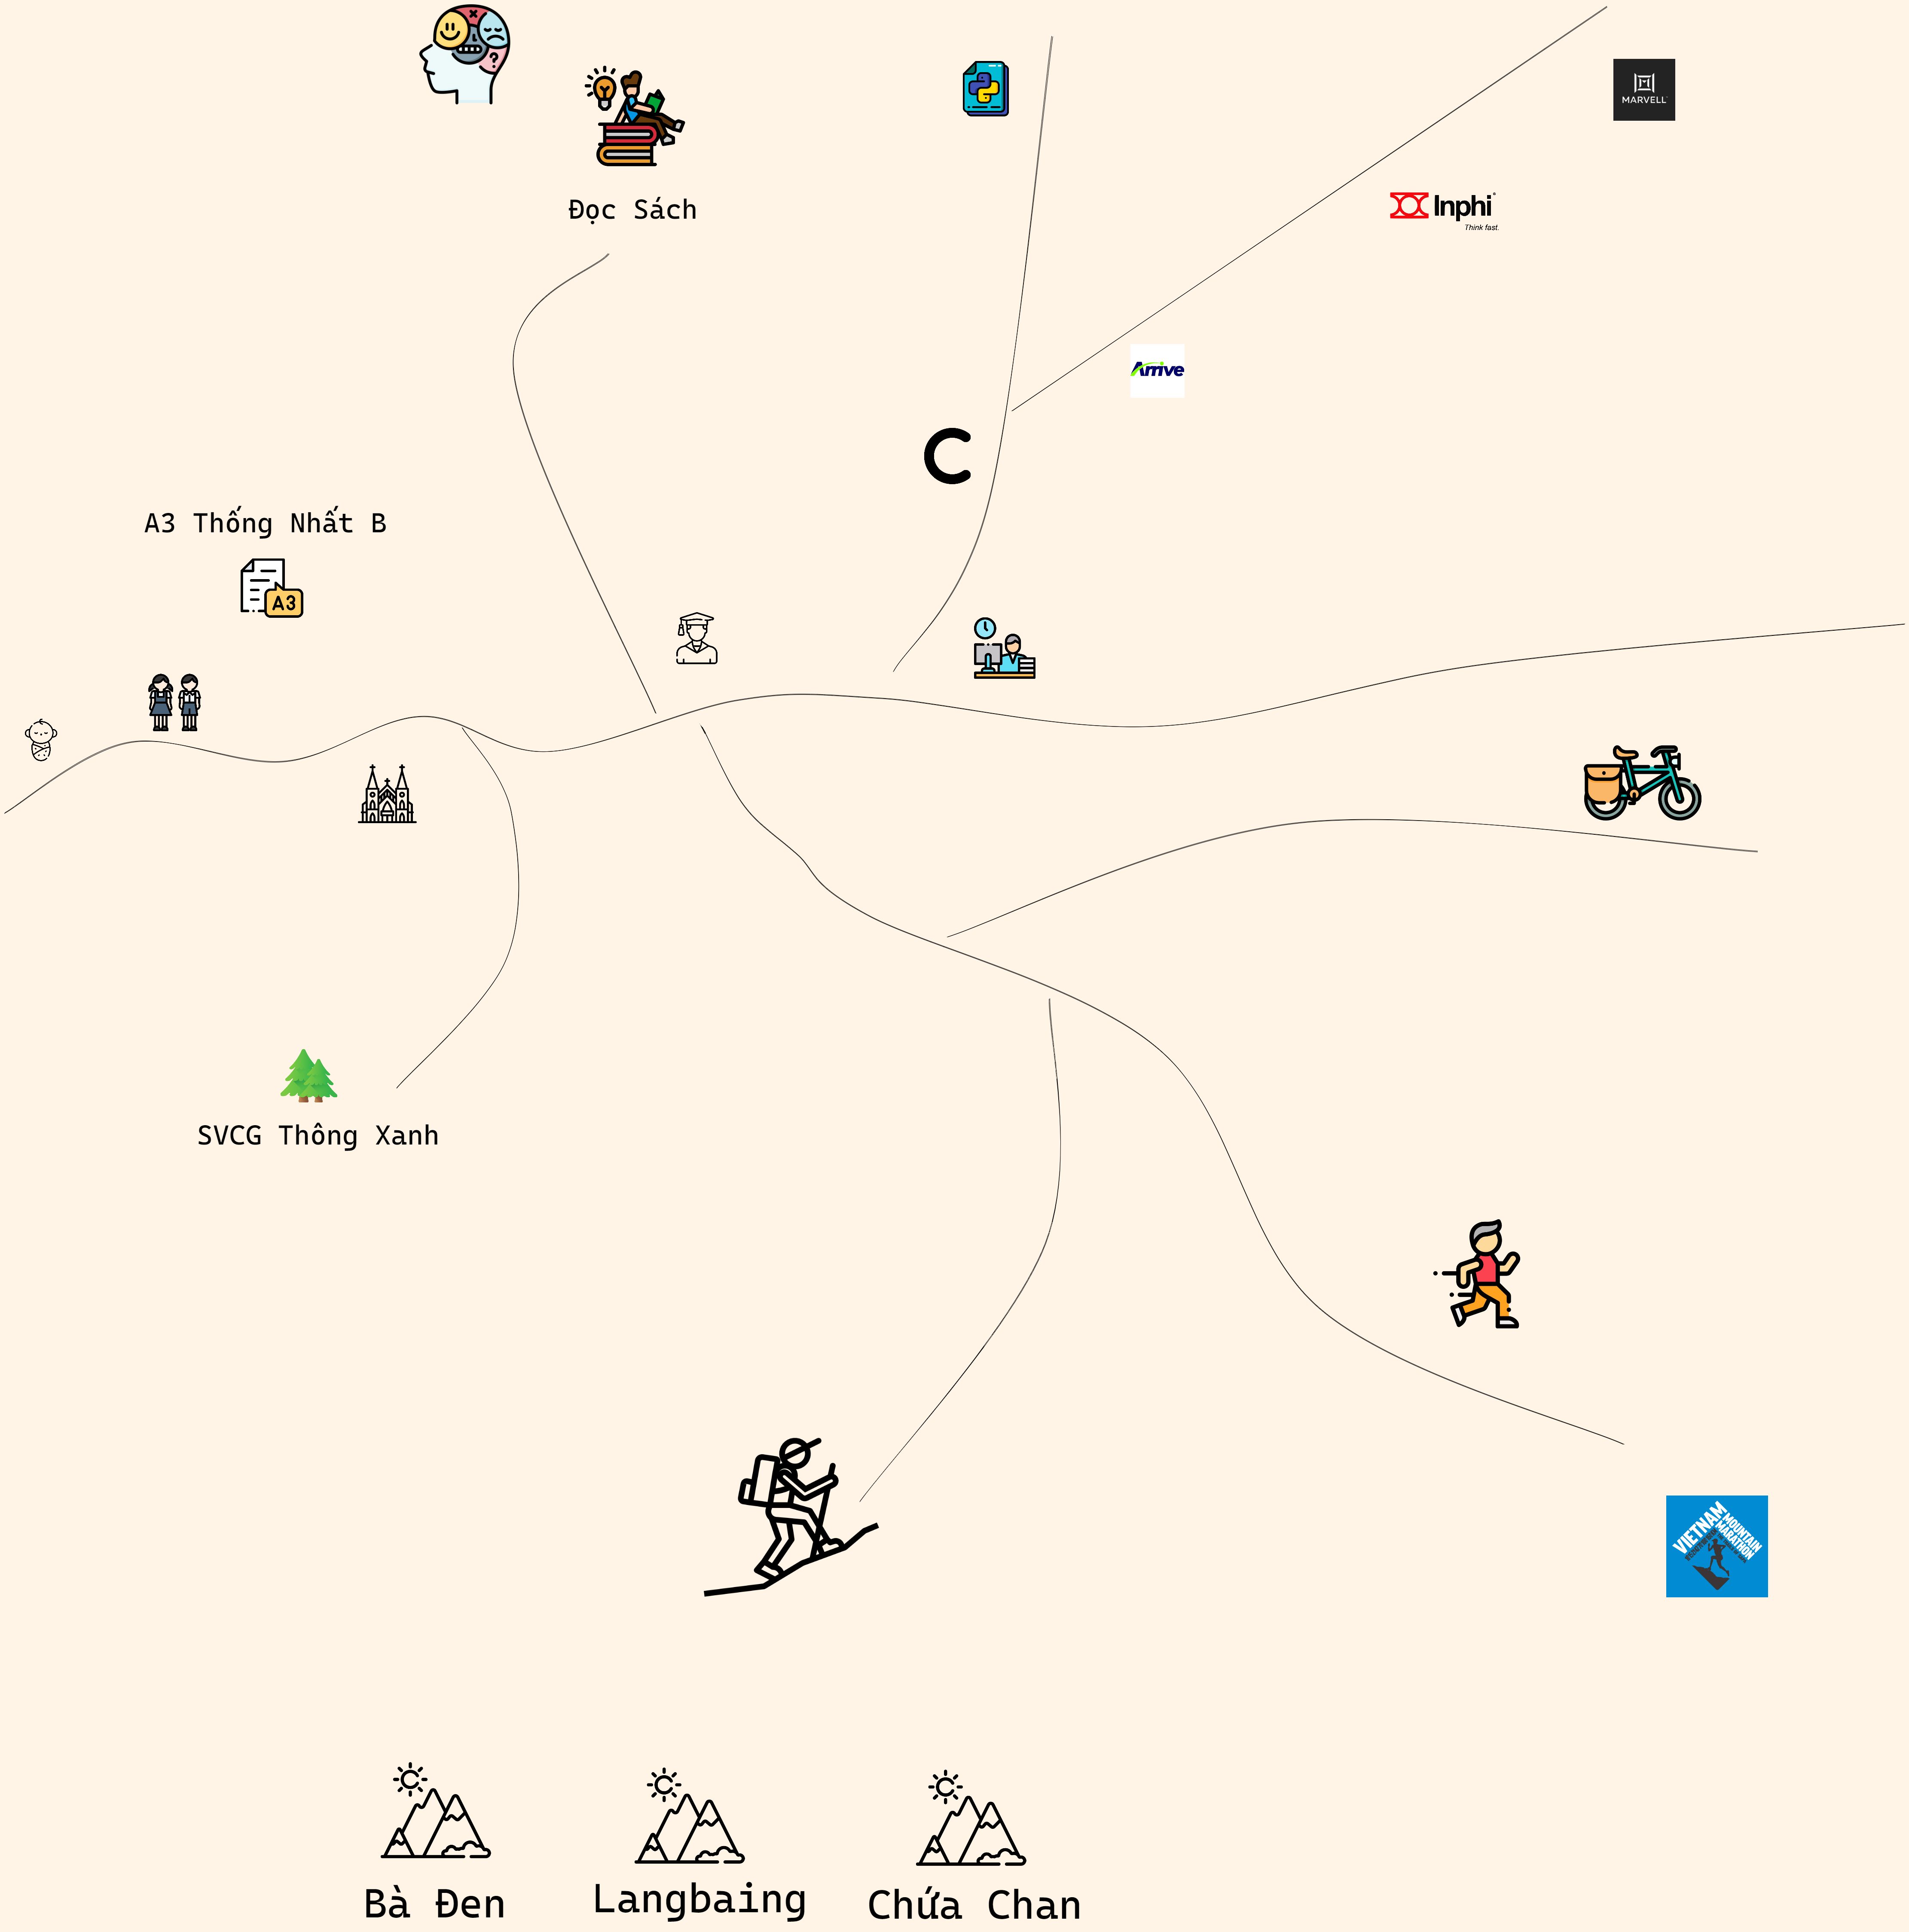 MARVELL
Inphi
Think fast.
Đọc Sách
Arrive
C
A3 Thống Nhất B
A3
SVCG Thông Xanh
VIETNAM
MOUNTAIN
MARATHON
Bà Đen
Langbaing
Chứa Chan